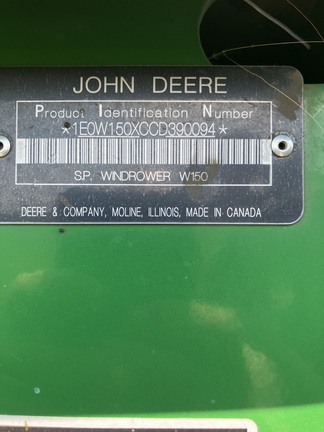 JOHN DEERE
Product Identification Number
*1E0W150XCCD390094*
S.P. WINDROWER W150
DEERE & COMPANY, MOLINE, ILLINOIS, MADE IN CANADA